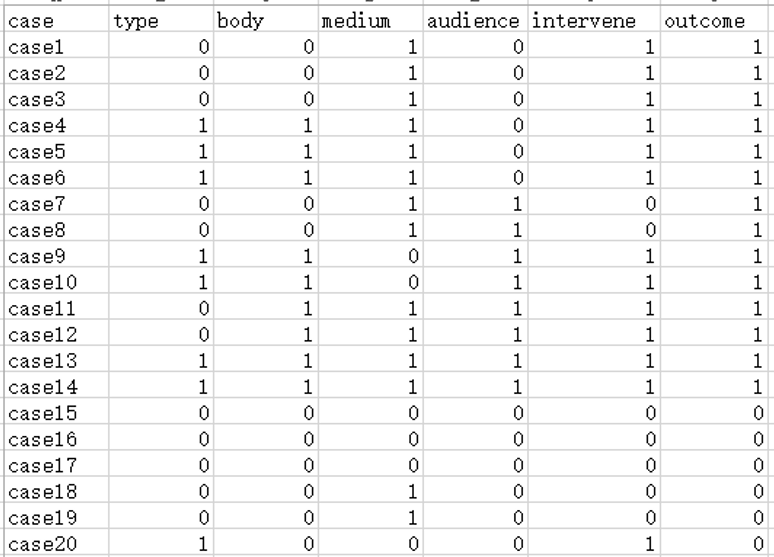 case type body medium audience intervene outcome
case1 0 0 1 0 1 1
case2 0 0 1 0 1 1
case3 0 0 1 0 1 1
case4 1 1 1 0 1 1
case5 1 1 1 0 1 1
case6 1 1 1 0 1 1
case7 0 0 1 1 0 1
case8 0 0 1 1 0 1
case9 1 1 0 1 1 1
case10 1 1 0 1 1 1
case11 0 1 1 1 1 1
case12 0 1 1 1 1 1
case13 1 1 1 1 1 1
case14 1 1 1 1 1 1
case15 0 0 0 0 0 0
case16 0 0 0 0 0 0
case17 0 0 0 0 0 0
case18 0 0 1 0 0 0
case19 0 0 1 0 0 0
case20 1 0 0 0 1 0